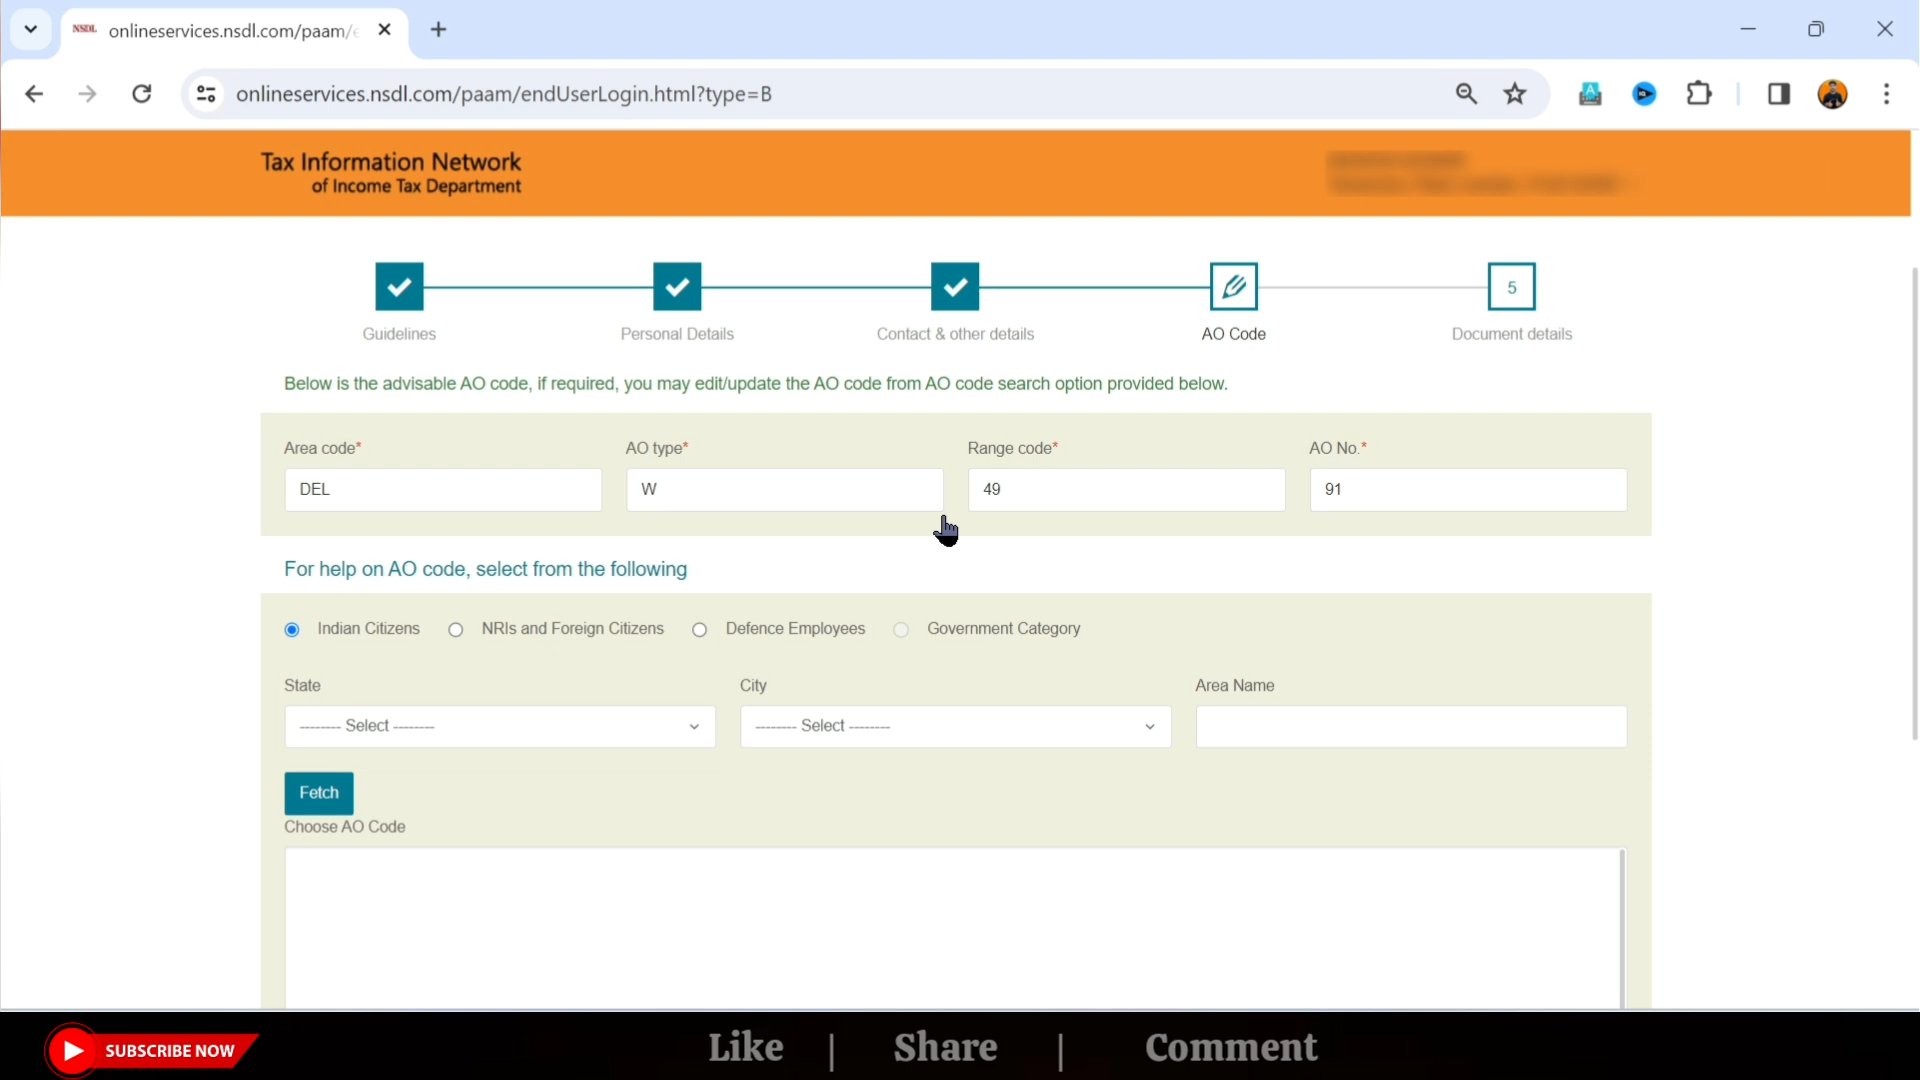 NSDL onlineservices.nsdl.com/paam/e
onlineservices.nsdl.com/paam/endUserLogin.html?type=B
Tax Information Network
of Income Tax Department
5
Guidelines
Personal Details
Contact & other details
AO Code
Document details
Below is the advisable AO code, if required, you may edit/update the AO code from AO code search option provided below.
Area code*
AO type*
Range code*
AO No.*
DEL
W
49
91
For help on AO code, select from the following
Indian Citizens
NRIs and Foreign Citizens
Defence Employees
Government Category
State
City
Area Name
-------- Select --------
-------- Select --------
Fetch
Choose AO Code
SUBSCRIBE NOW
Like | Share | Comment